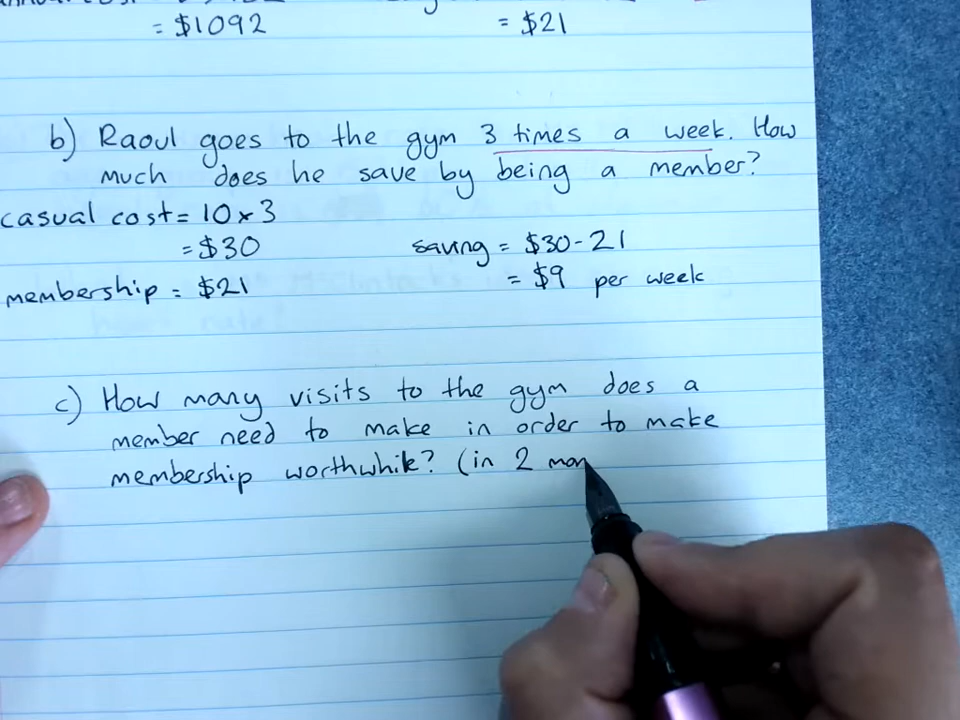 = $1092
= $21
b) Raoul goes to the gym 3 times a week. How
much does he save by being a member?
casual cost = 10 x 3
= $30
membership = $21
saving = $30 - 21
= $9 per week
c) How many visits to the gym does a
member need to make in order to make
membership worthwhile? (in 2 mon